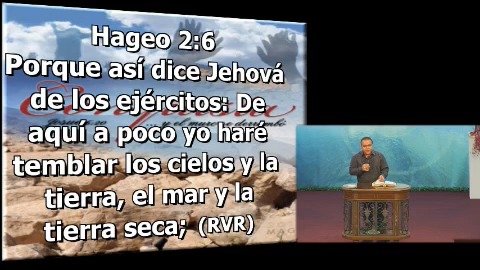 Hageo 2:6
Porque así dice Jehová
de los ejércitos: De
aquí a poco yo haré
temblar los cielos y la
tierra, el mar y la
tierra seca; (RVR)